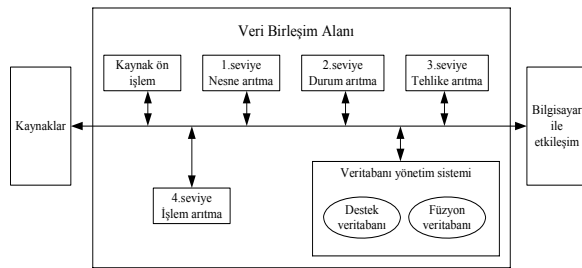 Veri Birleşim Alanı
Kaynak ön
işlem
1.seviye
Nesne arıtma
2.seviye
Durum arıtma
3.seviye
Tehlike arıtma
Kaynaklar
Bilgisayar
ile
etkileşim
4.seviye
İşlem arıtma
Veritabanı yönetim sistemi
Destek
veritabanı
Füzyon
veritabanı